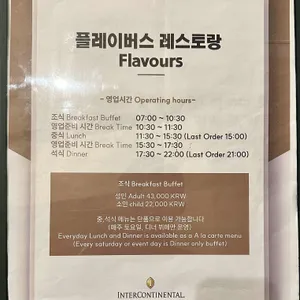 플레이버스 레스토랑
Flavours
- 영업시간 Operating hours-
조식 Breakfast Buffet 07:00 ~ 10:30
영업준비 시간 Break Time 10:30 ~ 11:30
중식 Lunch 11:30 ~ 15:30 (Last Order 15:00)
영업준비 시간 Break Time 15:30 ~ 17:30
석식 Dinner 17:30 ~ 22:00 (Last Order 21:00)
조식 Breakfast Buffet
성인 Adult 43,000 KRW
소인 child 22,000 KRW
중,석식 메뉴는 단품으로 이용 가능합니다
(매주 토요일, 디너 뷔페만 운영)
Everyday Lunch and Dinner is available as a A la carte menu
(Every saturday or event day is Dinner only buffet)
INTERCONTINENTAL